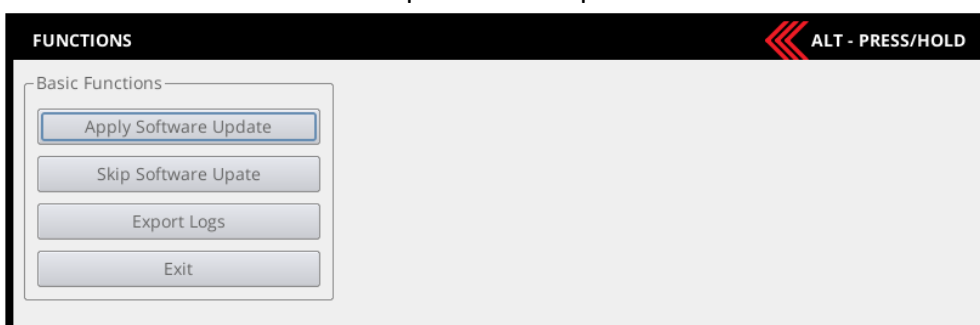 FUNCTIONS
ALT - PRESS/HOLD
Basic Functions
Apply Software Update
Skip Software Upate
Export Logs
Exit